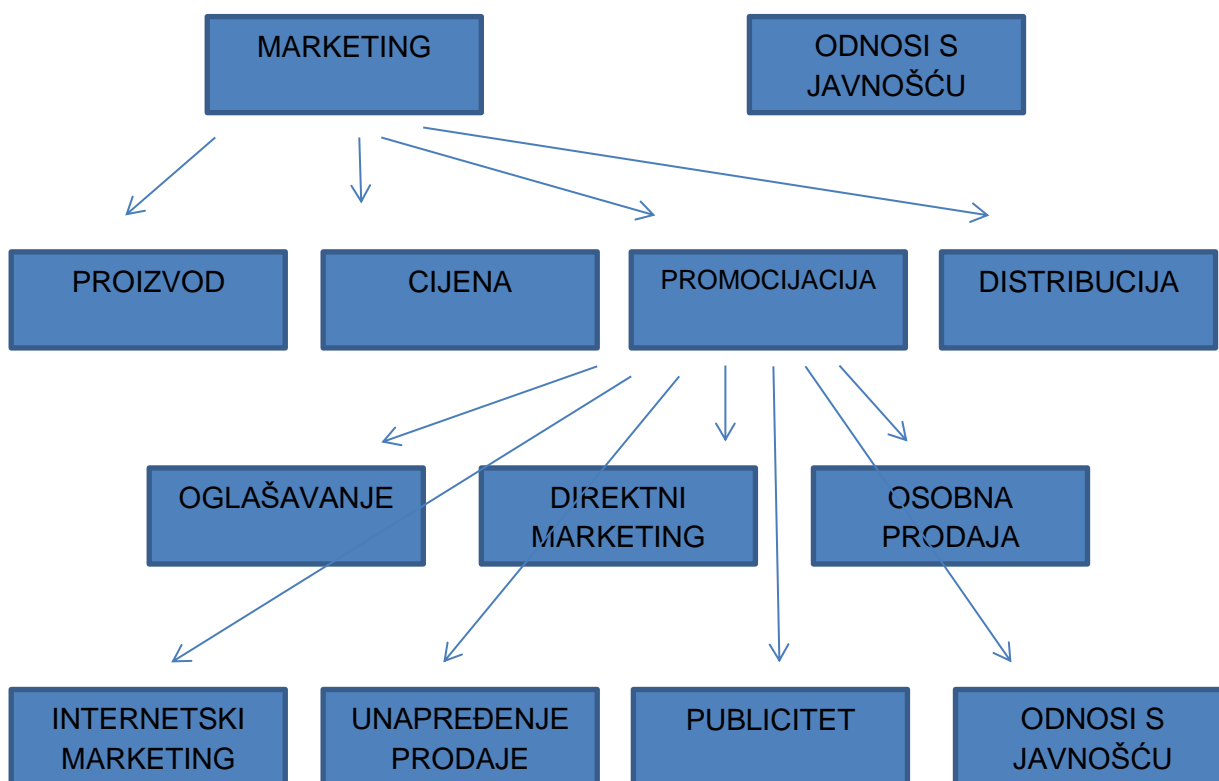 MARKETING
ODNOSI S
JAVNOŠĆU
PROIZVOD
CIJENA
PROMOCIJACIJA
DISTRIBUCIJA
OGLAŠAVANJE
DIREKTNI
MARKETING
OSOBNA
PRODAJA
INTERNETSKI
MARKETING
UNAPREĐENJE
PRODAJE
PUBLICITET
ODNOSI S
JAVNOŠĆU